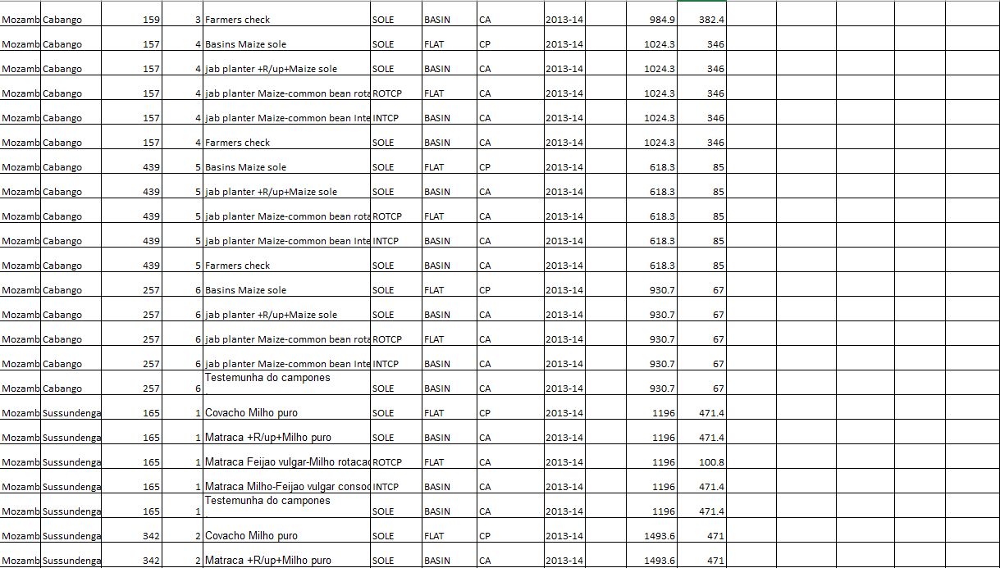 Mozamb Cabango 159 3 Farmers check SOLE BASIN CA 2013-14 984.9 382.4
Mozamb Cabango 157 4 Basins Maize sole SOLE FLAT CP 2013-14 1024.3 346
Mozamb Cabango 157 4 jab planter +R/up+Maize sole SOLE BASIN CA 2013-14 1024.3 346
Mozamb Cabango 157 4 jab planter Maize-common bean rota ROTCP FLAT CA 2013-14 1024.3 346
Mozamb Cabango 157 4 jab planter Maize-common bean Inte INTCP BASIN CA 2013-14 1024.3 346
Mozamb Cabango 157 4 Farmers check SOLE BASIN CA 2013-14 1024.3 346
Mozamb Cabango 439 5 Basins Maize sole SOLE FLAT CP 2013-14 618.3 85
Mozamb Cabango 439 5 jab planter +R/up+Maize sole SOLE BASIN CA 2013-14 618.3 85
Mozamb Cabango 439 5 jab planter Maize-common bean rota ROTCP FLAT CA 2013-14 618.3 85
Mozamb Cabango 439 5 jab planter Maize-common bean Inte INTCP BASIN CA 2013-14 618.3 85
Mozamb Cabango 439 5 Farmers check SOLE BASIN CA 2013-14 618.3 85
Mozamb Cabango 257 6 Basins Maize sole SOLE FLAT CP 2013-14 930.7 67
Mozamb Cabango 257 6 jab planter +R/up+Maize sole SOLE BASIN CA 2013-14 930.7 67
Mozamb Cabango 257 6 jab planter Maize-common bean rota ROTCP FLAT CA 2013-14 930.7 67
Mozamb Cabango 257 6 jab planter Maize-common bean Inte INTCP BASIN CA 2013-14 930.7 67
Mozamb Cabango 257 6 Testemunha do campones SOLE BASIN CA 2013-14 930.7 67
Mozamb Sussundenga 165 1 Covacho Milho puro SOLE FLAT CP 2013-14 1196 471.4
Mozamb Sussundenga 165 1 Matraca +R/up+Milho puro SOLE BASIN CA 2013-14 1196 471.4
Mozamb Sussundenga 165 1 Matraca Feijao vulgar-Milho rotacao ROTCP FLAT CA 2013-14 1196 100.8
Mozamb Sussundenga 165 1 Matraca Milho-Feijao vulgar consoc INTCP BASIN CA 2013-14 1196 471.4
Mozamb Sussundenga 165 1 Testemunha do campones SOLE BASIN CA 2013-14 1196 471.4
Mozamb Sussundenga 342 2 Covacho Milho puro SOLE FLAT CP 2013-14 1493.6 471
Mozamb Sussundenga 342 2 Matraca +R/up+Milho puro SOLE BASIN CA 2013-14 1493.6 471